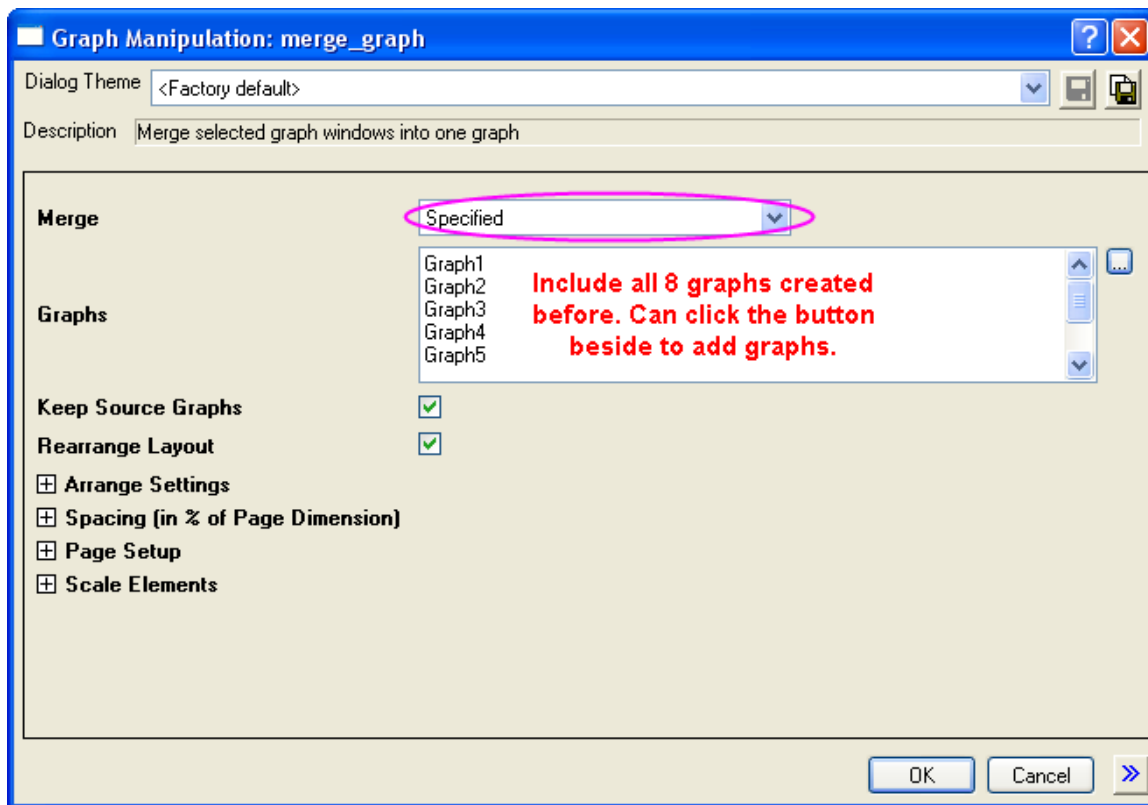 Graph Manipulation: merge_graph
Dialog Theme <Factory default>
Description Merge selected graph windows into one graph
Merge Specified
Graphs
Graph1
Graph2
Graph3
Graph4
Graph5
Include all 8 graphs created
before. Can click the button
beside to add graphs.
...
Keep Source Graphs
Rearrange Layout
Arrange Settings
Spacing (in % of Page Dimension)
Page Setup
Scale Elements
OK Cancel